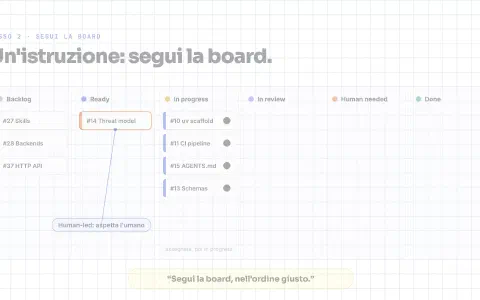 SSO 2 · SEGUI LA BOARD
Un'istruzione: segui la board.
Backlog
Ready
In progress
In review
Human needed
Done
#27 Skills
#14 Threat model
#10 uv scaffold
#28 Backends
#11 CI pipeline
#37 HTTP API
#15 AGENTS.md
#13 Schemas
Human-led: aspetta l'umano
"Segui la board, nell'ordine giusto."